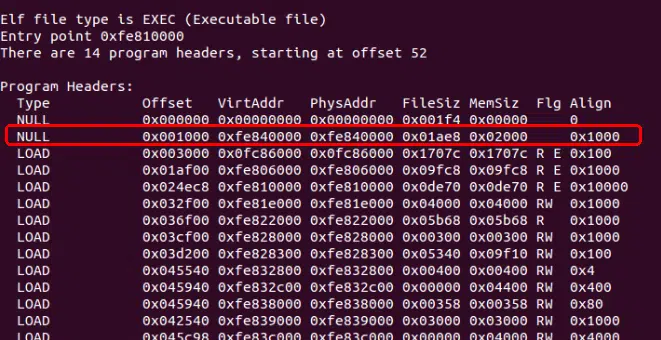 Elf file type is EXEC (Executable file)
Entry point 0xfe810000
There are 14 program headers, starting at offset 52
Program Headers:
Type Offset VirtAddr PhysAddr FileSiz MemSiz Flg Align
NULL 0x000000 0x00000000 0x00000000 0x001f4 0x00000 0
NULL 0x001000 0xfe840000 0xfe840000 0x01ae8 0x02000 0x1000
LOAD 0x003000 0x0fc86000 0x0fc86000 0x1707c 0x1707c R E 0x100
LOAD 0x01af00 0xfe806000 0xfe806000 0x09fc8 0x09fc8 R E 0x1000
LOAD 0x024ec8 0xfe810000 0xfe810000 0x0de70 0x0de70 R E 0x10000
LOAD 0x032f00 0xfe81e000 0xfe81e000 0x04000 0x04000 RW 0x1000
LOAD 0x036f00 0xfe822000 0xfe822000 0x05b68 0x05b68 R 0x1000
LOAD 0x03cf00 0xfe828000 0xfe828000 0x00300 0x00300 RW 0x1000
LOAD 0x03d200 0xfe828300 0xfe828300 0x05340 0x09f10 RW 0x100
LOAD 0x045540 0xfe832800 0xfe832800 0x00400 0x00400 RW 0x4
LOAD 0x045940 0xfe832c00 0xfe832c00 0x00000 0x04400 RW 0x400
LOAD 0x045940 0xfe838000 0xfe838000 0x00358 0x00358 RW 0x80
LOAD 0x042540 0xfe839000 0xfe839000 0x03000 0x03000 RW 0x1000
LOAD 0x045c98 0xfe83c000 0xfe83c000 0x00000 0x04000 RW 0x4000